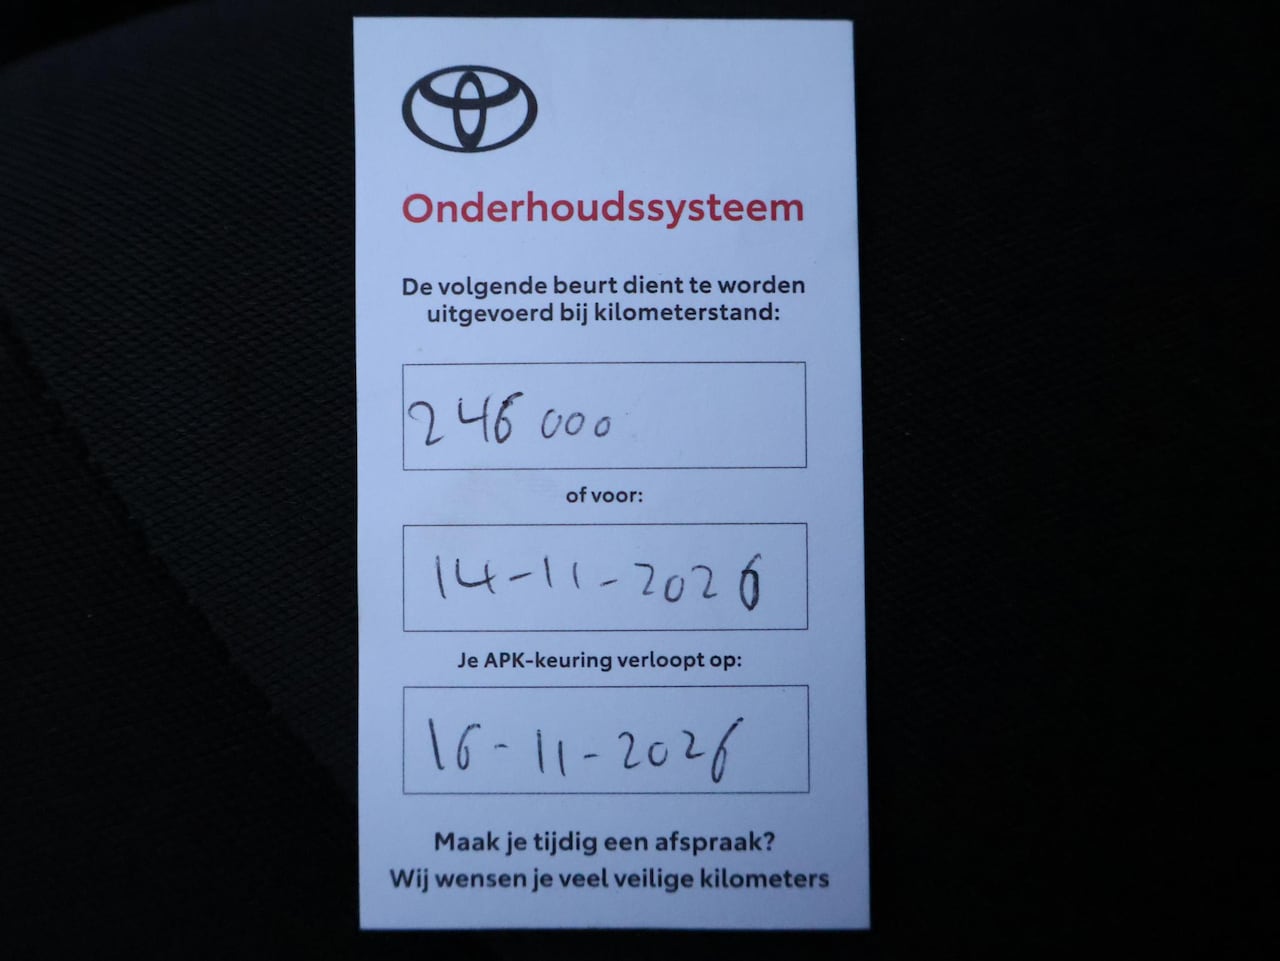 Onderhoudssysteem
De volgende beurt dient te worden
uitgevoerd bij kilometerstand:
246 000
of voor:
14-11-2026
Je APK-keuring verloopt op:
16-11-2026
Maak je tijdig een afspraak?
Wij wensen je veel veilige kilometers